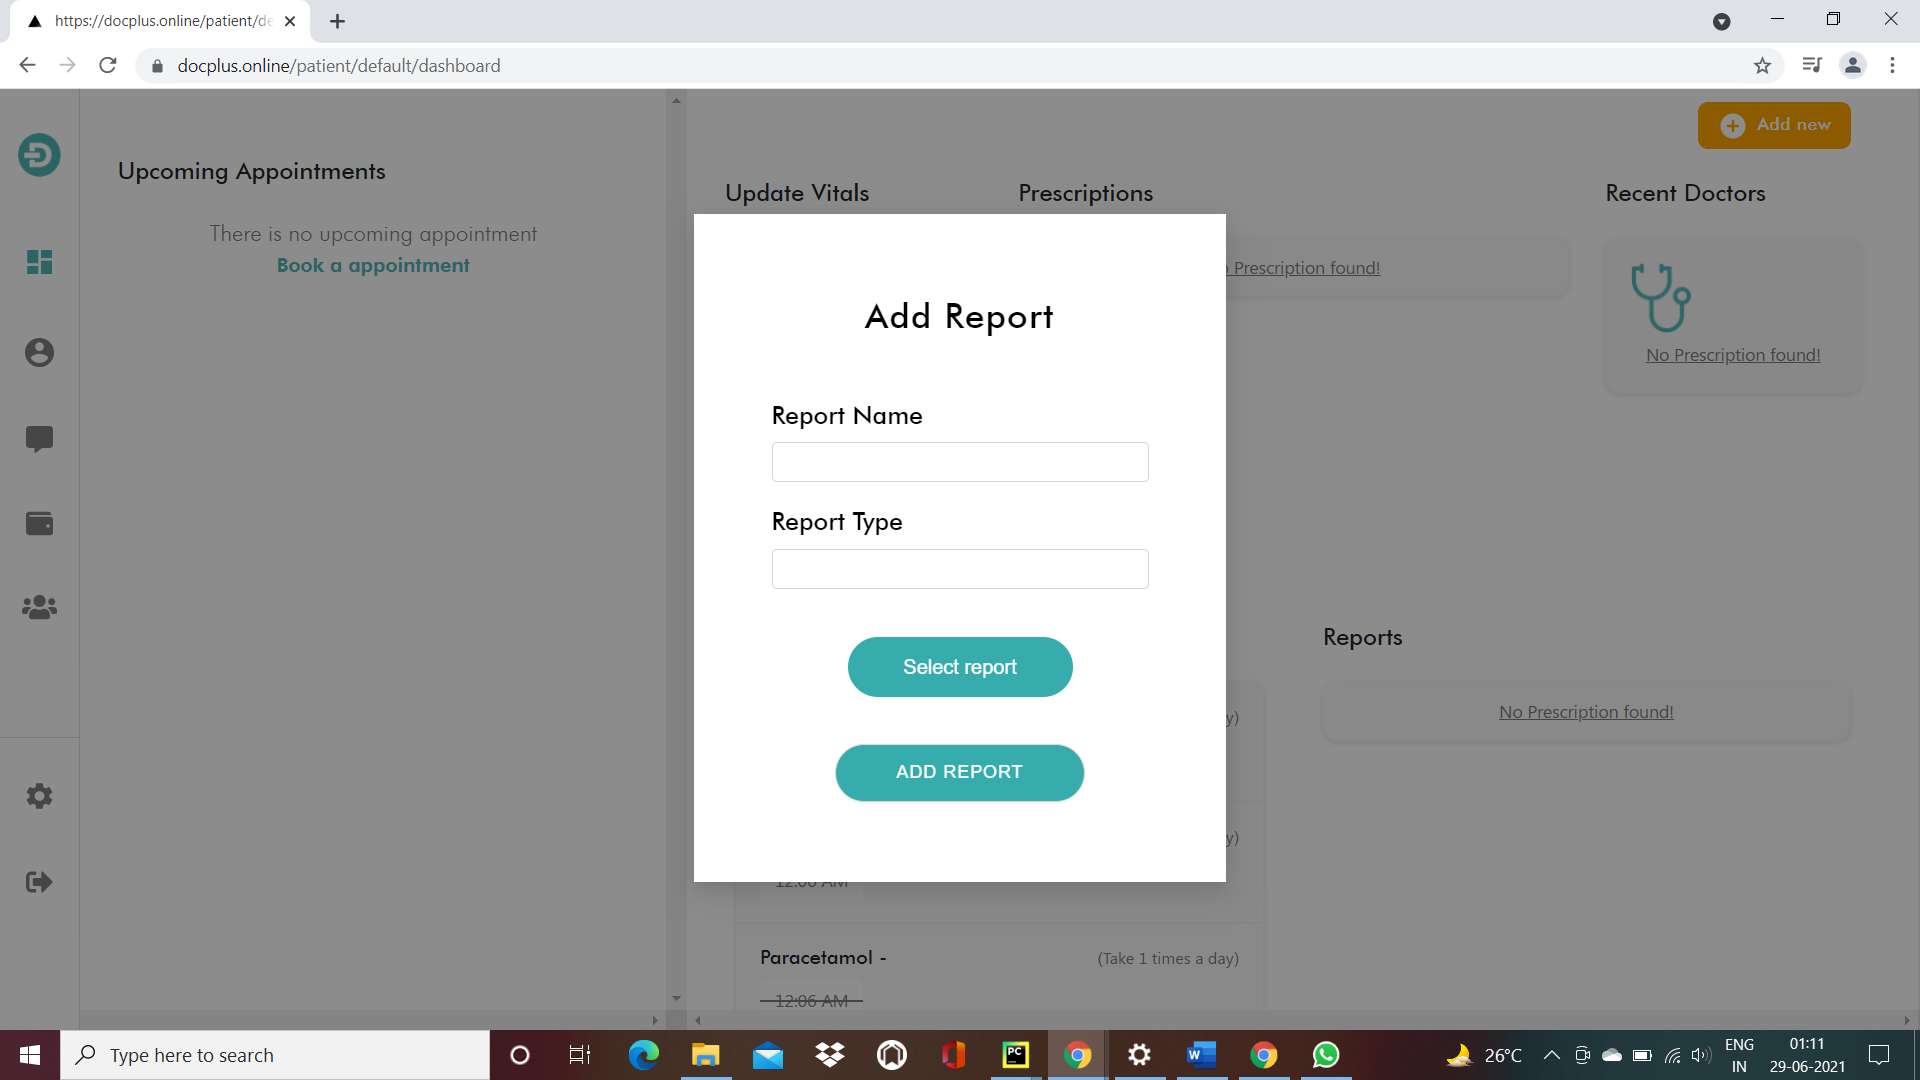 https://docplus.online/patient/de
docplus.online/patient/default/dashboard
Add new
Upcoming Appointments
There is no upcoming appointment
Book a appointment
Update Vitals
Prescriptions
Recent Doctors
Prescription found!
No Prescription found!
Add Report
Report Name
Report Type
Select report
ADD REPORT
Reports
No Prescription found!
y)
y)
12:00 AM
Paracetamol -
(Take 1 times a day)
12:06 AM
Type here to search
PC
W
26°C
ENG
IN
01:11
29-06-2021